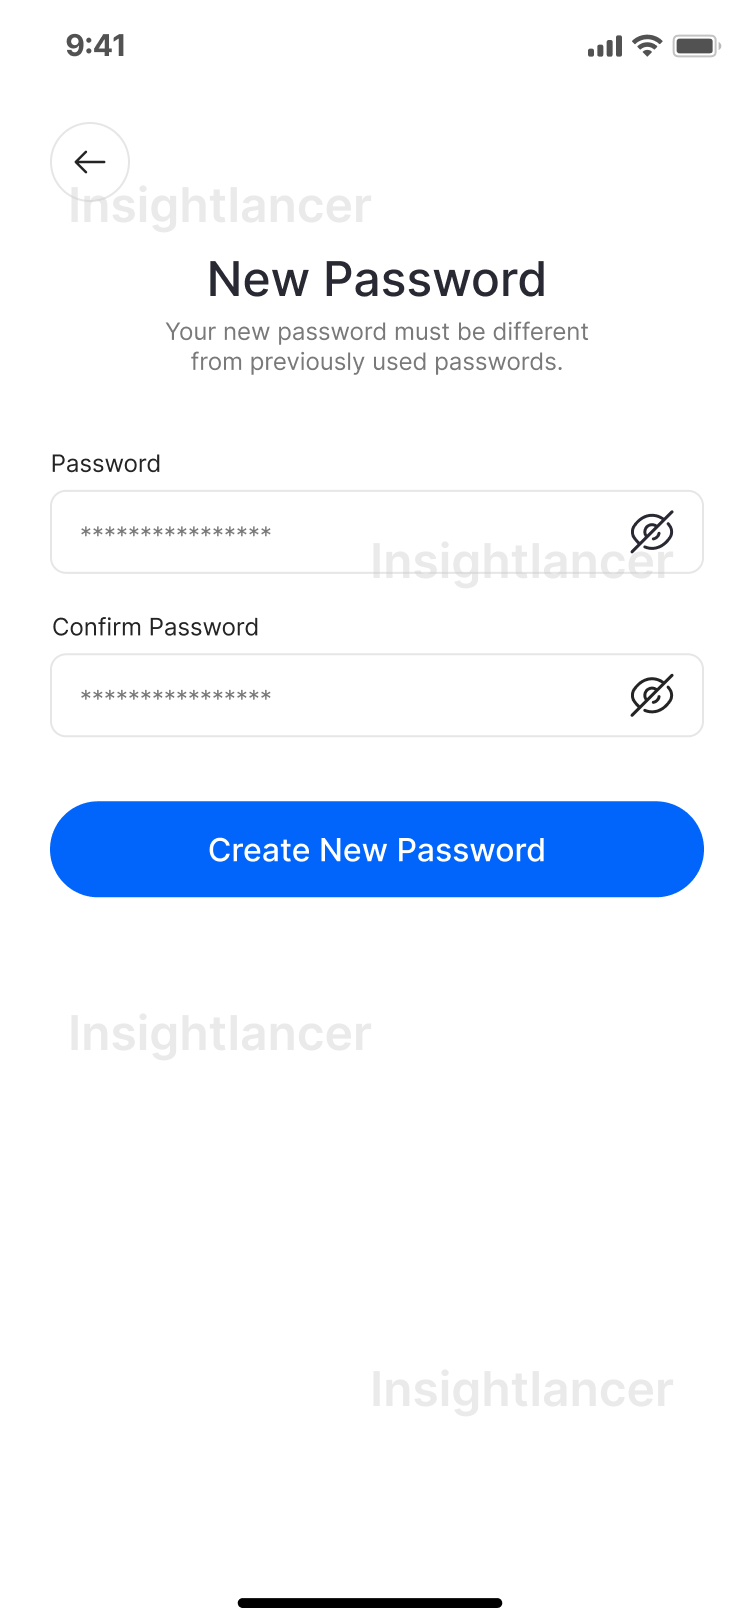 9:41
Insightlancer
New Password
Your new password must be different
from previously used passwords.
Password
****************
Insightlancer
Confirm Password
****************
Create New Password
Insightlancer
Insightlancer